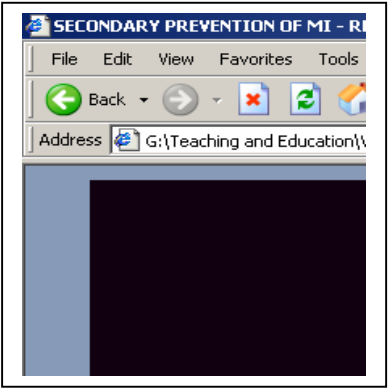 SECONDARY PREVENTION OF MI - R
File Edit View Favorites Tools
Back
Address G:\Teaching and Education\